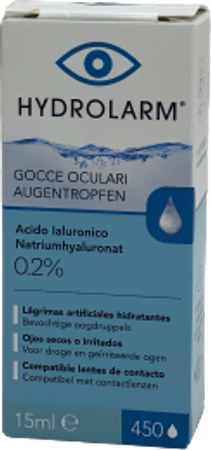 HYDROLARM®
GOCCE OCULARI
AUGENTROPFEN
Acido Ialuronico
Natriumhyaluronat
0,2%
Lágrimas artificiales hidratantes
Bevochtige oogdruppels
Ojos secos o irritados
Voor droge en geïrriteerde ogen
Compatible lentes de contacto
Compatibel met contactlenzen
15ml ℮
450